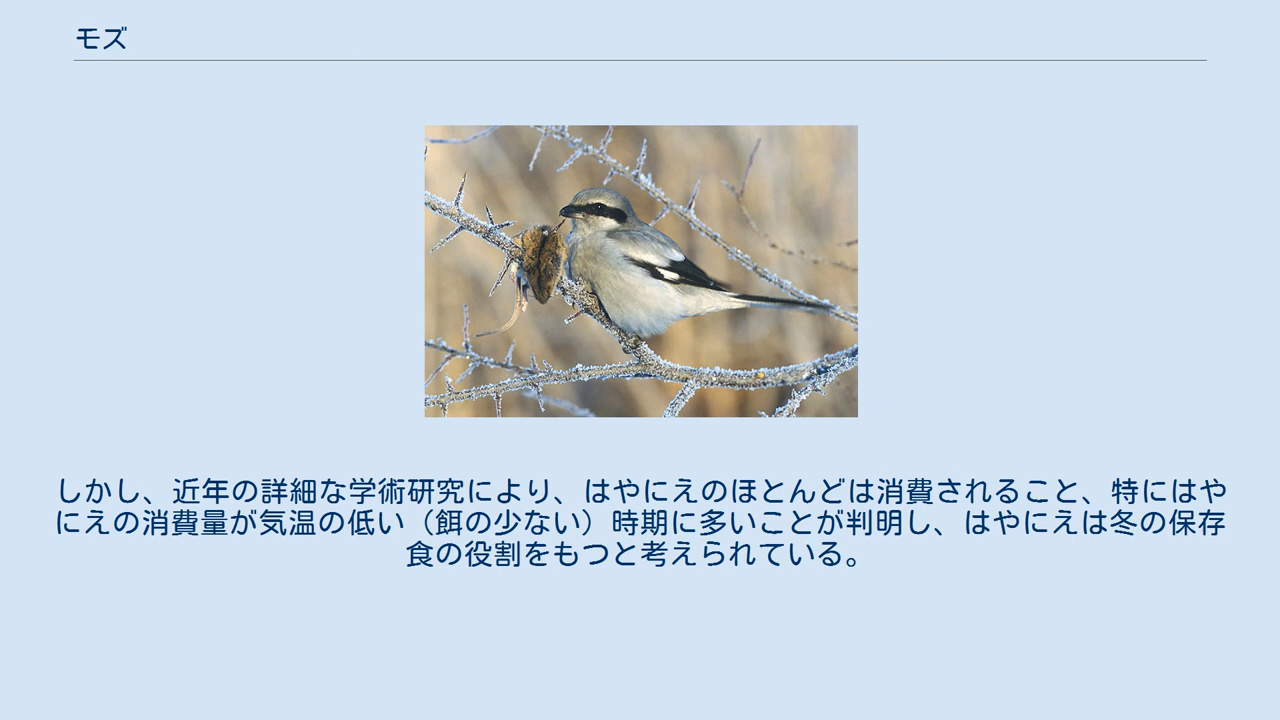 モズ
しかし、近年の詳細な学術研究により、はやにえのほとんどは消費されること、特にはや
にえの消費量が気温の低い（餌の少ない）時期に多いことが判明し、はやにえは冬の保存
食の役割をもつと考えられている。